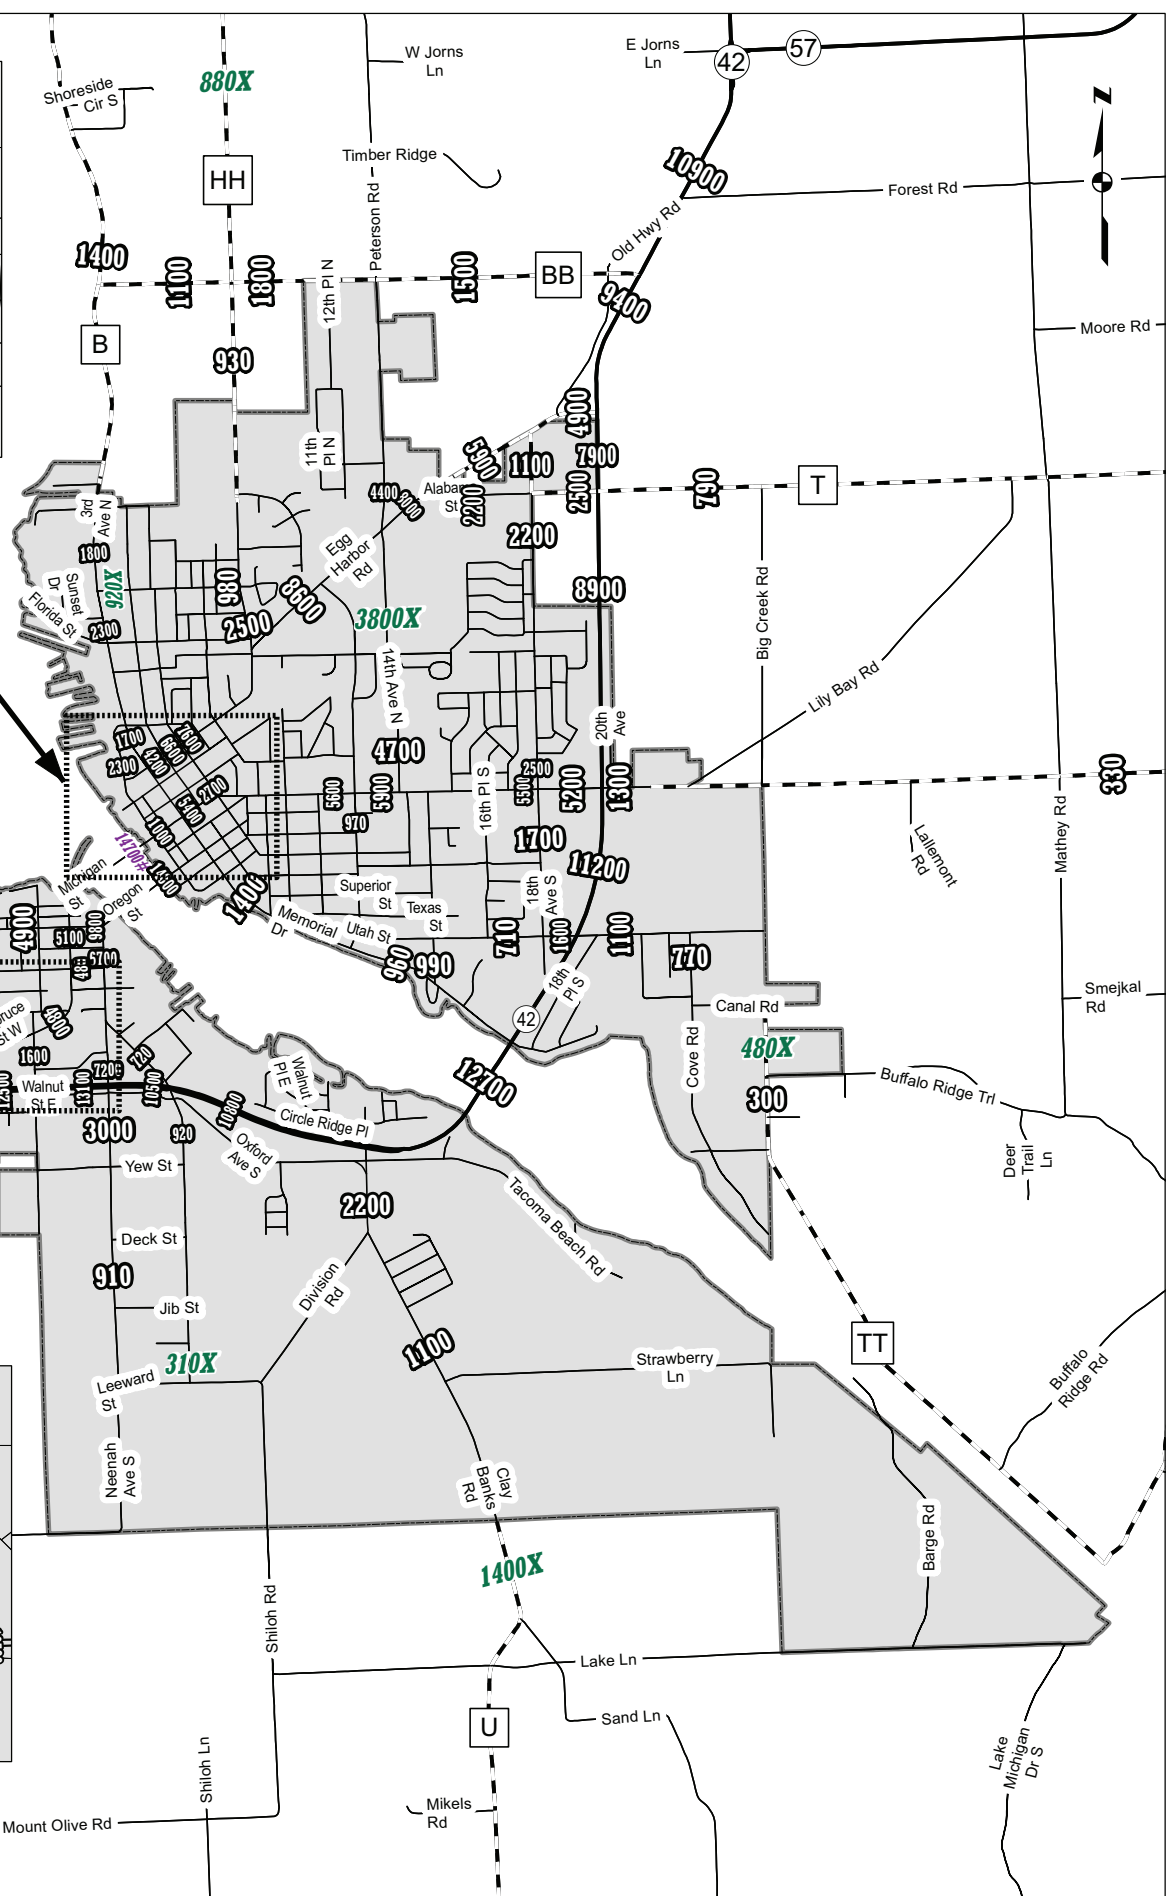 W Jorns
Ln
E Jorns
Ln
42
57
Shoreside
Cir S
880X
HH
Timber Ridge
Peterson Rd
10900
Forest Rd
Z
Old Hwy Rd
1400
1100
1800
12th Pl N
1500
BB
9400
B
930
Moore Rd
4900
11th
Pl N
5900
1100
7900
4400
8000
Alabama
St
2200
2500
790
T
3rd
Ave N
2200
Egg
Harbor
Rd
1800
Sunset
Dr
920X
980
8600
8900
Florida St
2300
2500
3800X
Big Creek Rd
14th Ave N
Lily Bay Rd
20th
Ave
1700
4200
6600
7600
2300
4700
2500
5400
2700
5600
5900
16th Pl S
5500
5200
1300
330
1000
970
1700
14700#
11200
Mathey Rd
Lallemont
Rd
Michigan
St
Oregon
St
1400
Superior
St
Texas
St
18th
Ave S
Memorial
Dr
Utah St
4900
5100
9800
5700
960
990
710
1600
1100
770
18th
Pl S
42
Canal Rd
Smejkal
Rd
4800
St W
1600
720
Walnut
Pl E
Cove Rd
480X
Walnut
St E
13100
10500
10800
12700
Buffalo Ridge Trl
300
Circle Ridge Pl
3000
920
Oxford
Ave S
Yew St
Deer
Trail
Ln
2200
Tacoma Beach Rd
Deck St
910
Division
Rd
Jib St
1100
TT
310X
Strawberry
Ln
Buffalo
Ridge Rd
Leeward
St
Neenah
Ave S
Clay
Banks
Rd
Barge Rd
1400X
Shiloh Rd
Lake Ln
U
Sand Ln
Lake
Michigan
Dr S
Shiloh Ln
Mikels
Rd
Mount Olive Rd